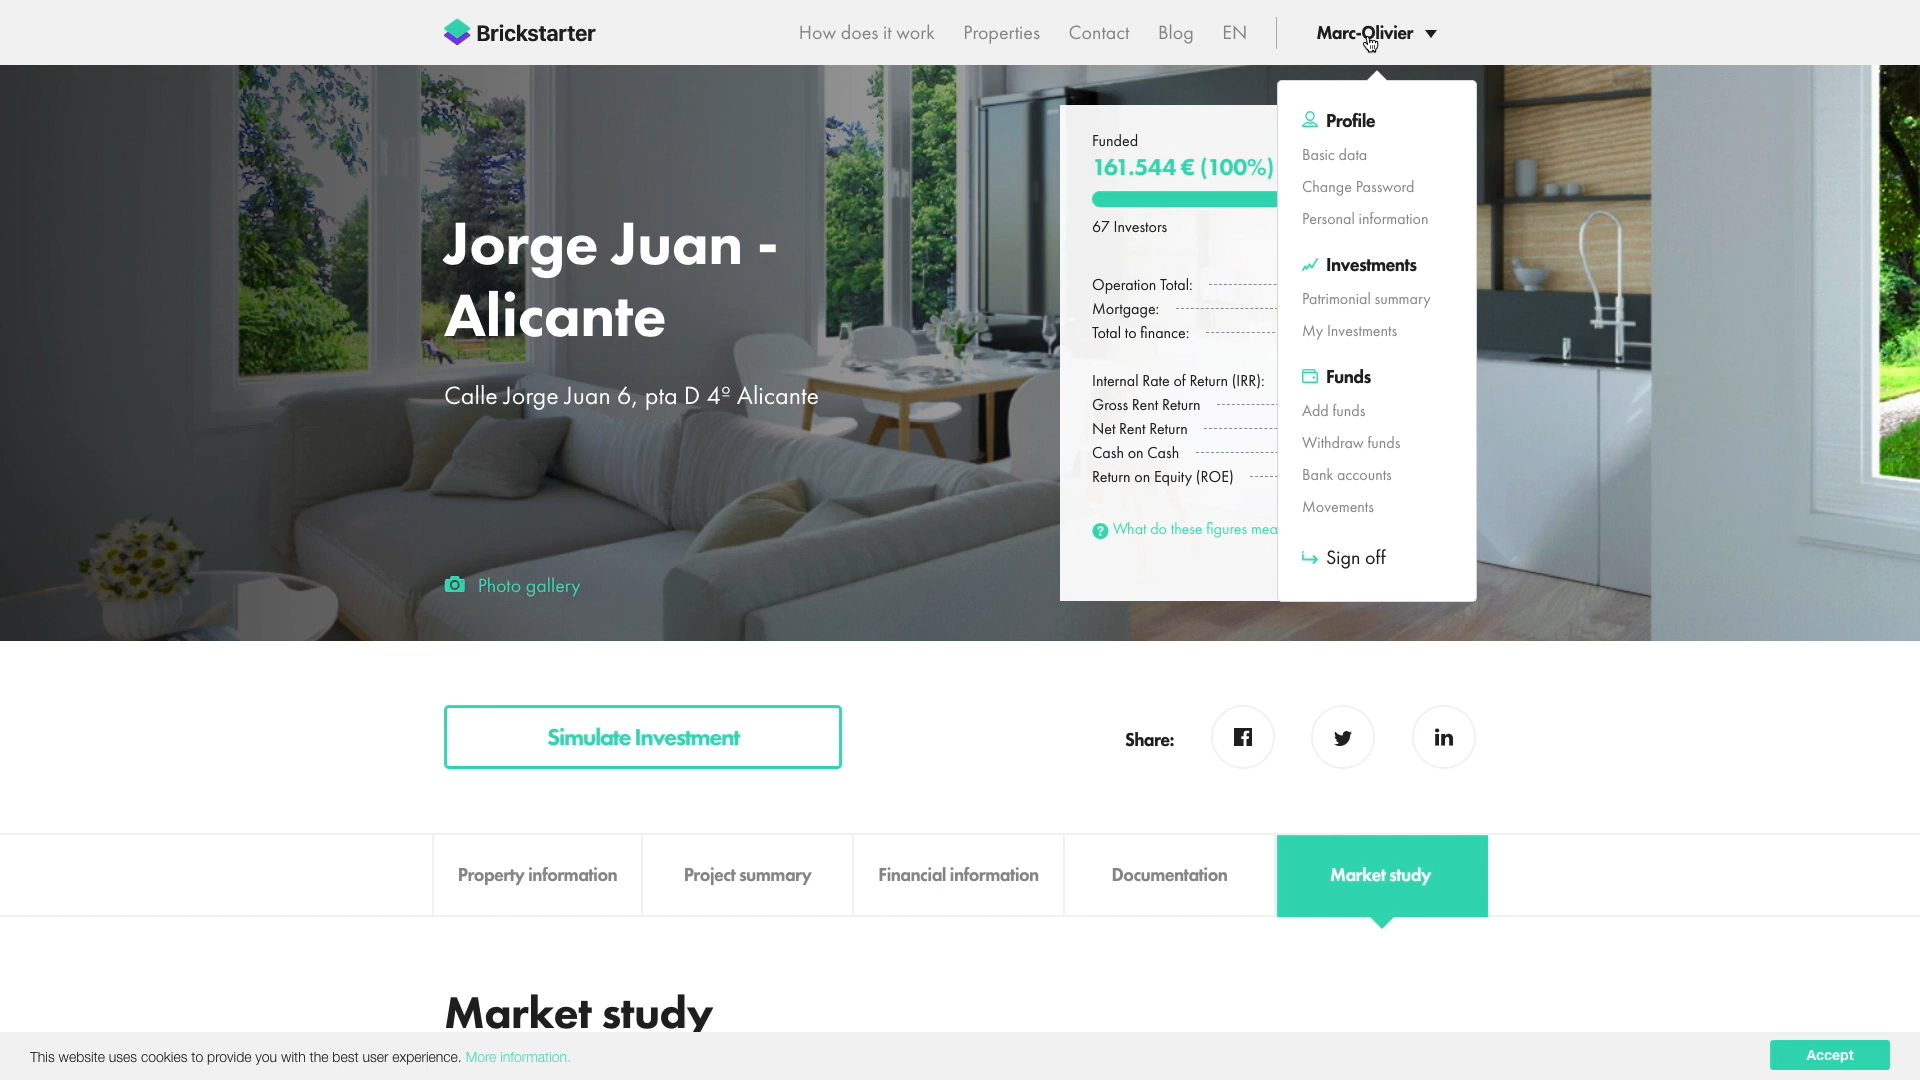 Brickstarter
How does it work
Properties
Contact
Blog
EN
Marc-Olivier
Jorge Juan -
Alicante
Calle Jorge Juan 6, pta D 4º Alicante
Photo gallery
Funded
161.544 € (100%)
67 Investors
Operation Total:
Mortgage:
Total to finance:
Internal Rate of Return (IRR):
Gross Rent Return
Net Rent Return
Cash on Cash
Return on Equity (ROE)
What do these figures mea
Profile
Basic data
Change Password
Personal information
Investments
Patrimonial summary
My Investments
Funds
Add funds
Withdraw funds
Bank accounts
Movements
Sign off
Simulate Investment
Share:
Property information
Project summary
Financial information
Documentation
Market study
Market study
This website uses cookies to provide you with the best user experience. More information.
Accept